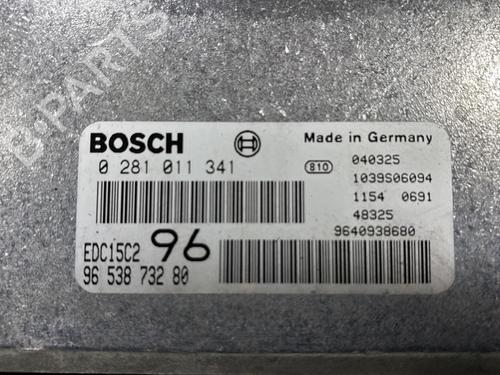 B-PARTS
BOSCH
Made in Germany
0 281 011 341
810
040325
1039S06094
1154 0691
48325
9640938680
EDC15C2 96
96 538 732 80